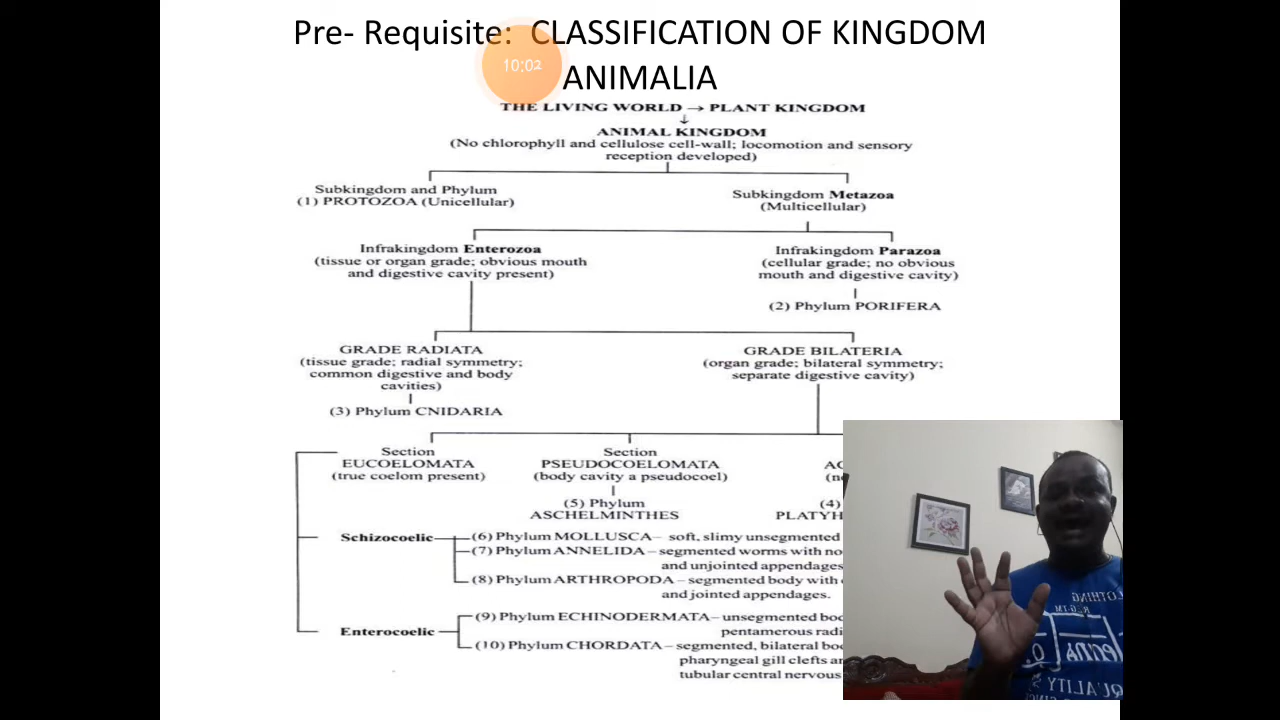 Pre- Requisite: CLASSIFICATION OF KINGDOM
ANIMALIA
10:02
THE LIVING WORLD → PLANT KINGDOM
↓
ANIMAL KINGDOM
(No chlorophyll and cellulose cell-wall; locomotion and sensory
reception developed)
Subkingdom and Phylum
(1) PROTOZOA (Unicellular)
Subkingdom Metazoa
(Multicellular)
Infrakingdom Enterozoa
(tissue or organ grade; obvious mouth
and digestive cavity present)
Infrakingdom Parazoa
(cellular grade; no obvious
mouth and digestive cavity)
(2) Phylum PORIFERA
GRADE RADIATA
(tissue grade; radial symmetry;
common digestive and body
cavities)
(3) Phylum CNIDARIA
GRADE BILATERIA
(organ grade; bilateral symmetry;
separate digestive cavity)
Section
EUCOELOMATA
(true coelom present)
Section
PSEUDOCOELOMATA
(body cavity a pseudocoel)
(5) Phylum
ASCHELMINTHES
(4)
Schizocoelic
(6) Phylum MOLLUSCA– soft, slimy unsegmented
(7) Phylum ANNELIDA – segmented worms with no
and unjointed appendages
(8) Phylum ARTHROPODA – segmented body with
and jointed appendages.
Enterocoelic
(9) Phylum ECHINODERMATA– unsegmented
pentamerous
(10) Phylum CHORDATA – segmented, bilateral
pharyngeal gill clefts
tubular central nervous